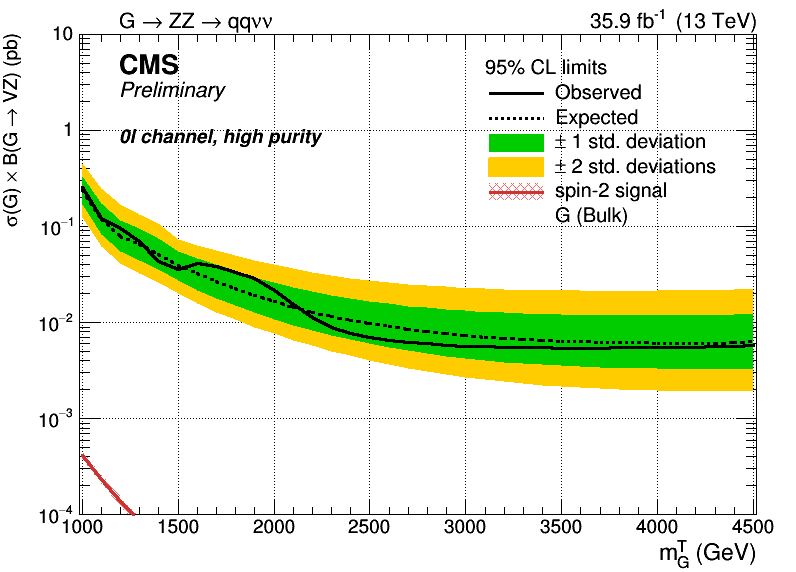 G → ZZ → qqνν 35.9 fb⁻¹ (13 TeV)
σ(G) × B(G → VZ) (pb)
CMS
Preliminary
0l channel, high purity
95% CL limits
Observed
Expected
± 1 std. deviation
± 2 std. deviations
spin-2 signal
G (Bulk)
10
1
10⁻¹
10⁻²
10⁻³
10⁻⁴
1000 1500 2000 2500 3000 3500 4000 4500
m_G^T (GeV)